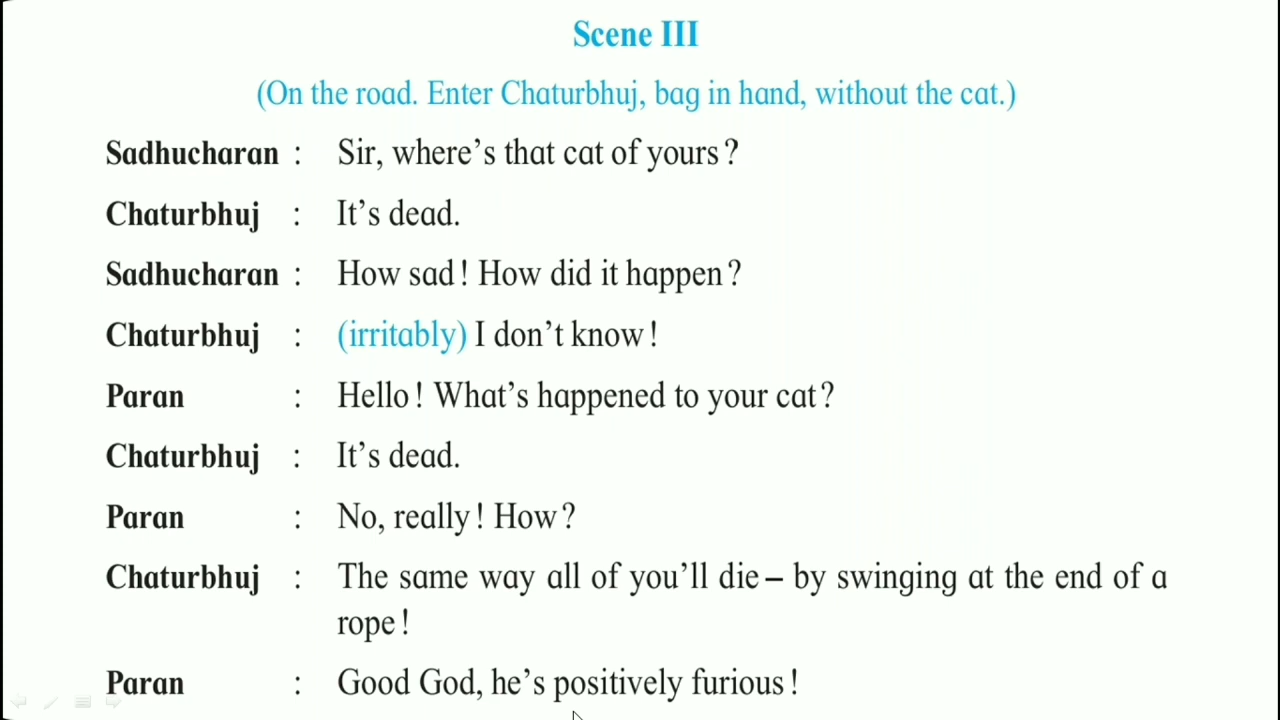 Scene III
(On the road. Enter Chaturbhuj, bag in hand, without the cat.)
Sadhucharan : Sir, where's that cat of yours?
Chaturbhuj : It's dead.
Sadhucharan : How sad! How did it happen?
Chaturbhuj : (irritably) I don't know!
Paran : Hello! What's happened to your cat?
Chaturbhuj : It's dead.
Paran : No, really! How?
Chaturbhuj : The same way all of you'll die – by swinging at the end of a
rope!
Paran : Good God, he's positively furious!